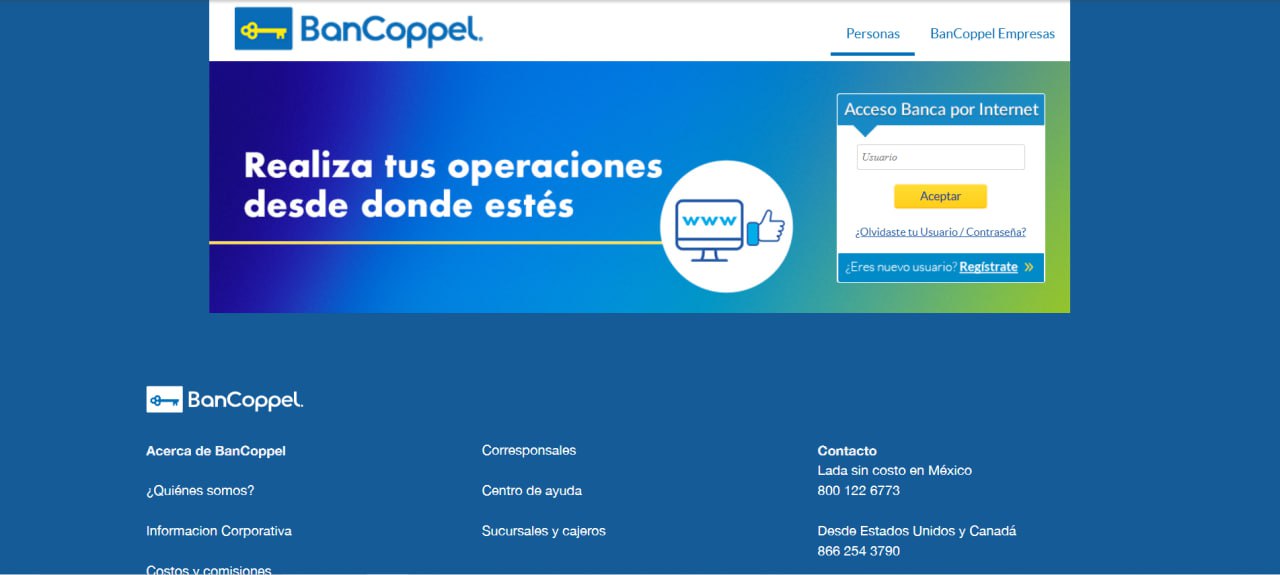 BanCoppel.
Personas
BanCoppel Empresas
Realiza tus operaciones
desde donde estés
www
Acceso Banca por Internet
Usuario
Aceptar
¿Olvidaste tu Usuario / Contraseña?
¿Eres nuevo usuario? Regístrate »
BanCoppel.
Acerca de BanCoppel
¿Quiénes somos?
Informacion Corporativa
Costos y comisiones
Corresponsales
Centro de ayuda
Sucursales y cajeros
Contacto
Lada sin costo en México
800 122 6773
Desde Estados Unidos y Canadá
866 254 3790